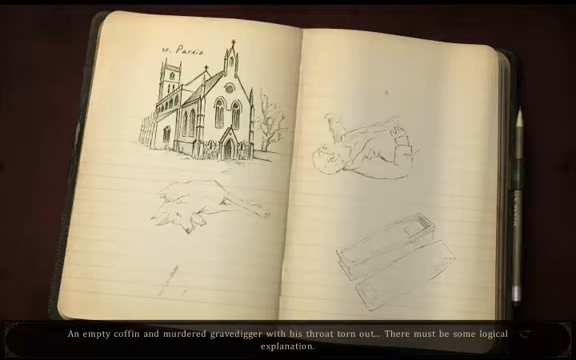 An empty coffin and murdered gravedigger with his throat torn out... There must be some logical
explanation.